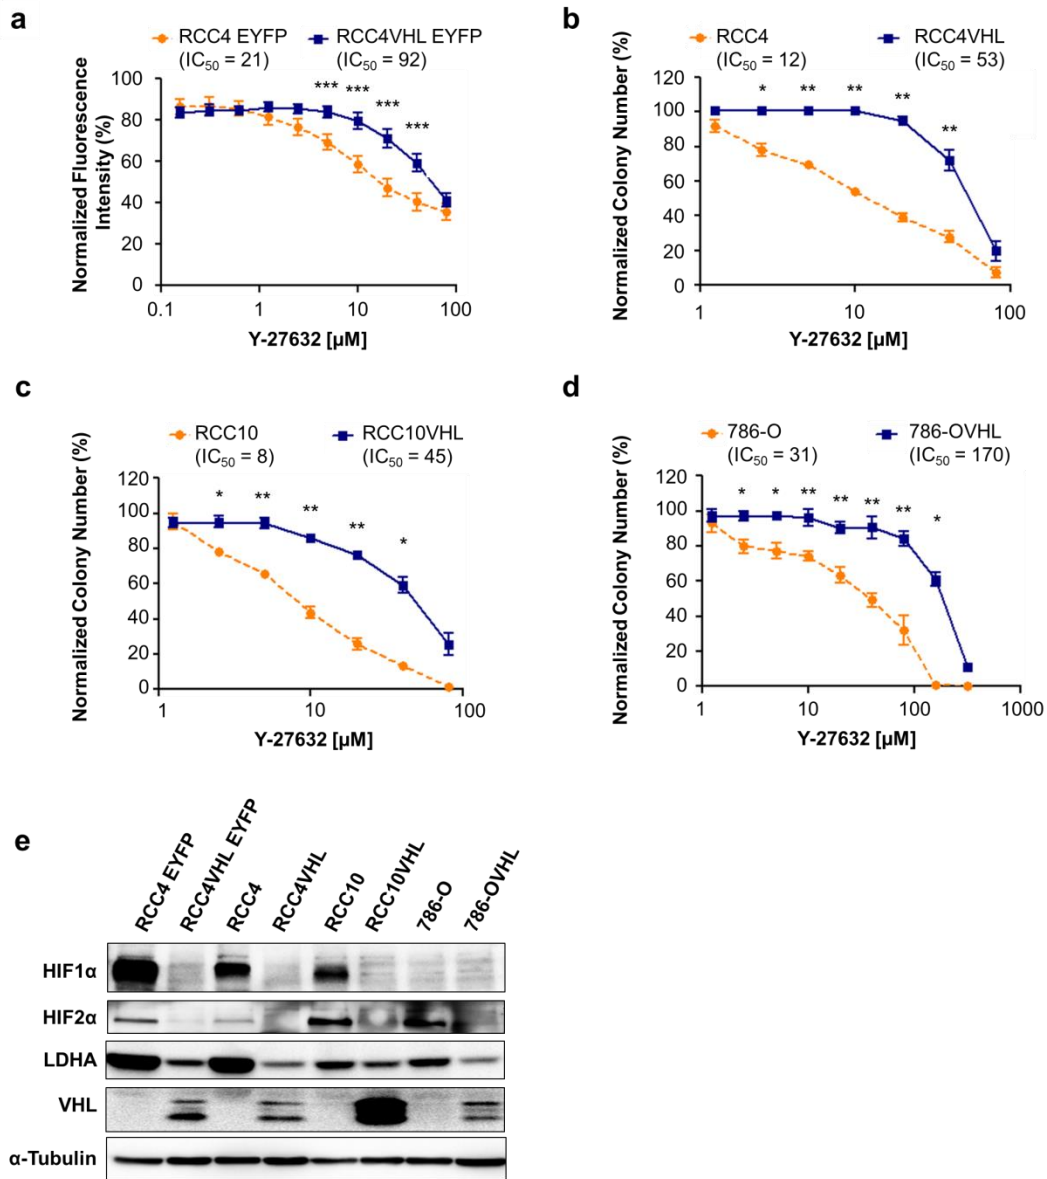 a
RCC4 EYFP
(IC50 = 21)
RCC4VHL EYFP
(IC50 = 92)
Normalized Fluorescence
Intensity (%)
100
80
60
40
20
0
*** *** *** ***
0.1 1 10 100
Y-27632 [µM]
b
RCC4
(IC50 = 12)
RCC4VHL
(IC50 = 53)
Normalized Colony Number (%)
120
100
80
60
40
20
0
* ** ** ** **
1 10 100
Y-27632 [µM]
c
RCC10
(IC50 = 8)
RCC10VHL
(IC50 = 45)
Normalized Colony Number (%)
120
100
80
60
40
20
0
* ** ** ** *
1 10 100
Y-27632 [µM]
d
786-O
(IC50 = 31)
786-OVHL
(IC50 = 170)
Normalized Colony Number (%)
120
100
80
60
40
20
0
* * ** ** ** ** *
1 10 100 1000
Y-27632 [µM]
e
RCC4 EYFP
RCC4VHL EYFP
RCC4
RCC4VHL
RCC10
RCC10VHL
786-O
786-OVHL
HIF1α
HIF2α
LDHA
VHL
α-Tubulin